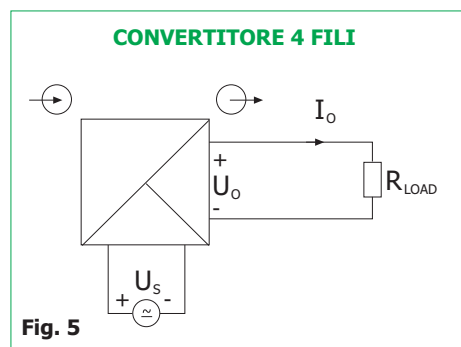 CONVERTITORE 4 FILI
Io
+
Uo
-
RLOAD
Us
+ -
≃
Fig. 5